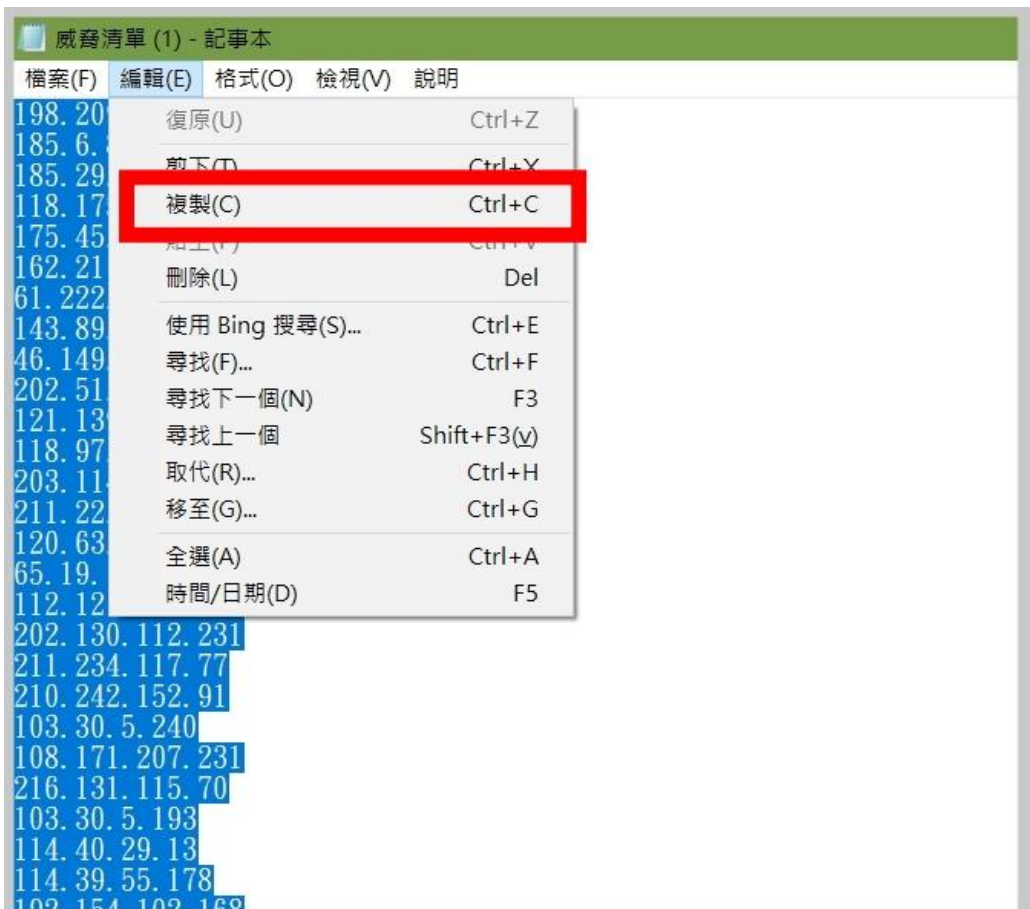 威脅清單 (1) - 記事本
檔案(F) 編輯(E) 格式(O) 檢視(V) 說明
198. 20
復原(U) Ctrl+Z
185. 6.
剪下(T) Ctrl+X
185. 29
118. 17
複製(C) Ctrl+C
175. 45
162. 21
刪除(L) Del
61. 222
143. 89
使用 Bing 搜尋(S)... Ctrl+E
46. 149
尋找(F)... Ctrl+F
202. 51
尋找下一個(N) F3
121. 13
尋找上一個 Shift+F3(v)
118. 97
203. 11
取代(R)... Ctrl+H
211. 22
移至(G)... Ctrl+G
120. 63
全選(A) Ctrl+A
65. 19.
時間/日期(D) F5
112. 12
202. 130. 112. 231
211. 234. 117. 77
210. 242. 152. 91
103. 30. 5. 240
108. 171. 207. 231
216. 131. 115. 70
103. 30. 5. 193
114. 40. 29. 13
114. 39. 55. 178